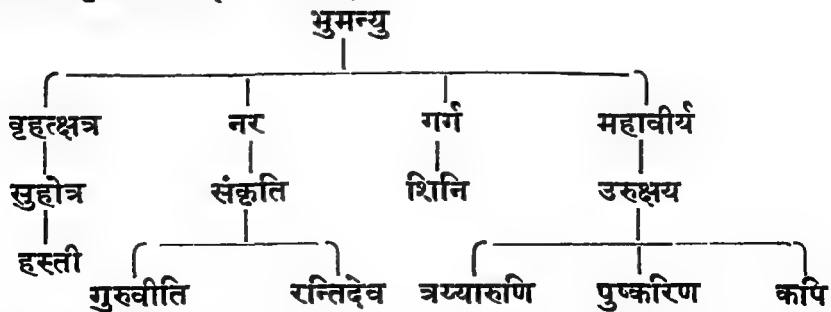 भुमन्यु
वृहत्क्षत्र नर गर्ग महावीर्य
सुहोत्र संकृति शिनि उरुक्षय
हस्ती
गुरुवीति रन्तिदेव त्रय्यारुणि पुष्करिण कपि